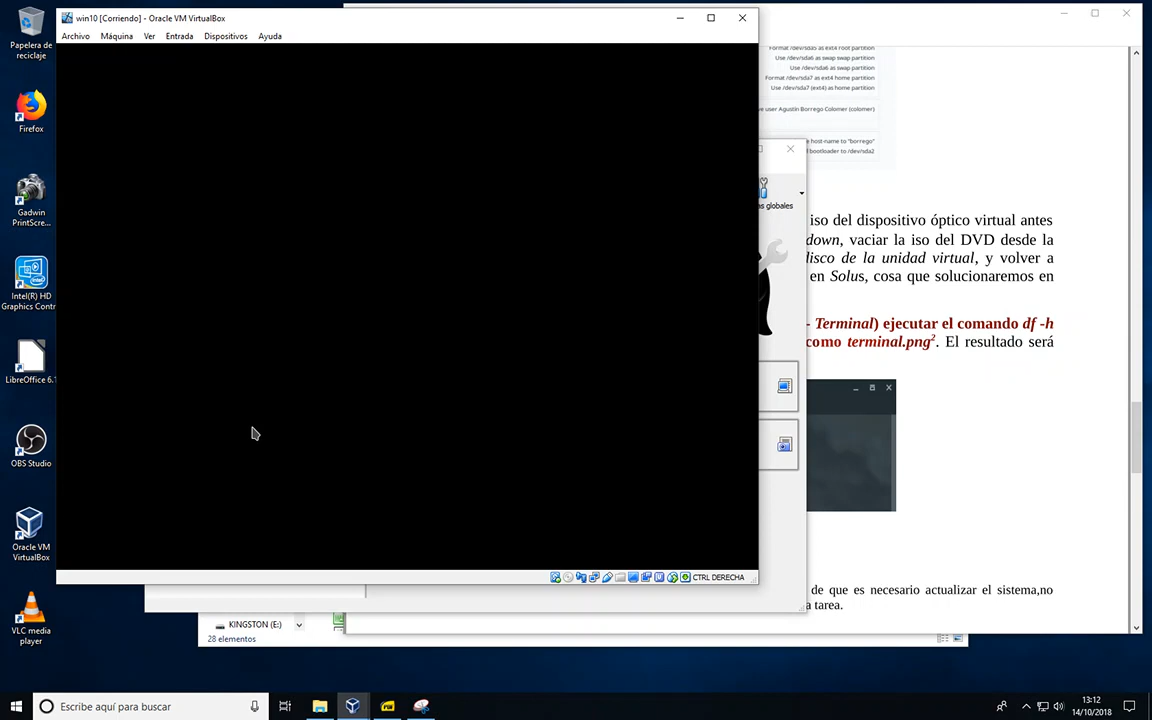 Papelera de
reciclaje
Firefox
Gadwin
PrintScre...
Intel(R) HD
Graphics Contr
LibreOffice 6.1
OBS Studio
Oracle VM
VirtualBox
VLC media
player
win10 [Corriendo] - Oracle VM VirtualBox
Archivo Máquina Ver Entrada Dispositivos Ayuda
CTRL DERECHA
Format /dev/sda5 as ext4 root partition
Use /dev/sda6 as swap swap partition
Use /dev/sda6 as swap partition
Format /dev/sda7 as ext4 home partition
Use /dev/sda7 (ext4) as home partition
user Agustín Borrego Colomer (colomer)
host-name to "borrego"
bootloader to /dev/sda2
globales
iso del dispositivo óptico virtual antes
down, vaciar la iso del DVD desde la
disco de la unidad virtual, y volver a
en Solus, cosa que solucionaremos en
- Terminal) ejecutar el comando df -h
como terminal.png2. El resultado será
de que es necesario actualizar el sistema,no
a tarea.
KINGSTON (E:)
28 elementos
Escribe aquí para buscar
13:12
14/10/2018